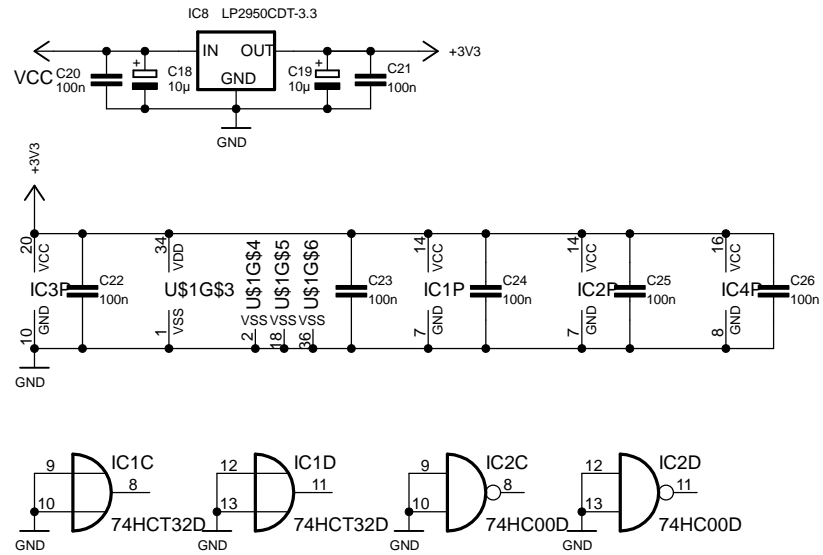 IC8 LP2950CDT-3.3
IN OUT
GND
+3V3
VCC
C20
100n
C18
10µ
C19
10µ
C21
100n
+
+
GND
+3V3
20
VCC
IC3P
GND
10
C22
100n
34
VDD
U$1G$3
VSS
1
U$1G$4
VSS
2
U$1G$5
VSS
18
U$1G$6
VSS
36
C23
100n
14
VCC
IC1P
GND
7
C24
100n
14
VCC
IC2P
GND
7
C25
100n
16
VCC
IC4P
GND
8
C26
100n
GND
IC1C
9
8
10
74HCT32D
GND
IC1D
12
11
13
74HCT32D
GND
IC2C
9
8
10
74HC00D
GND
IC2D
12
11
13
74HC00D
GND